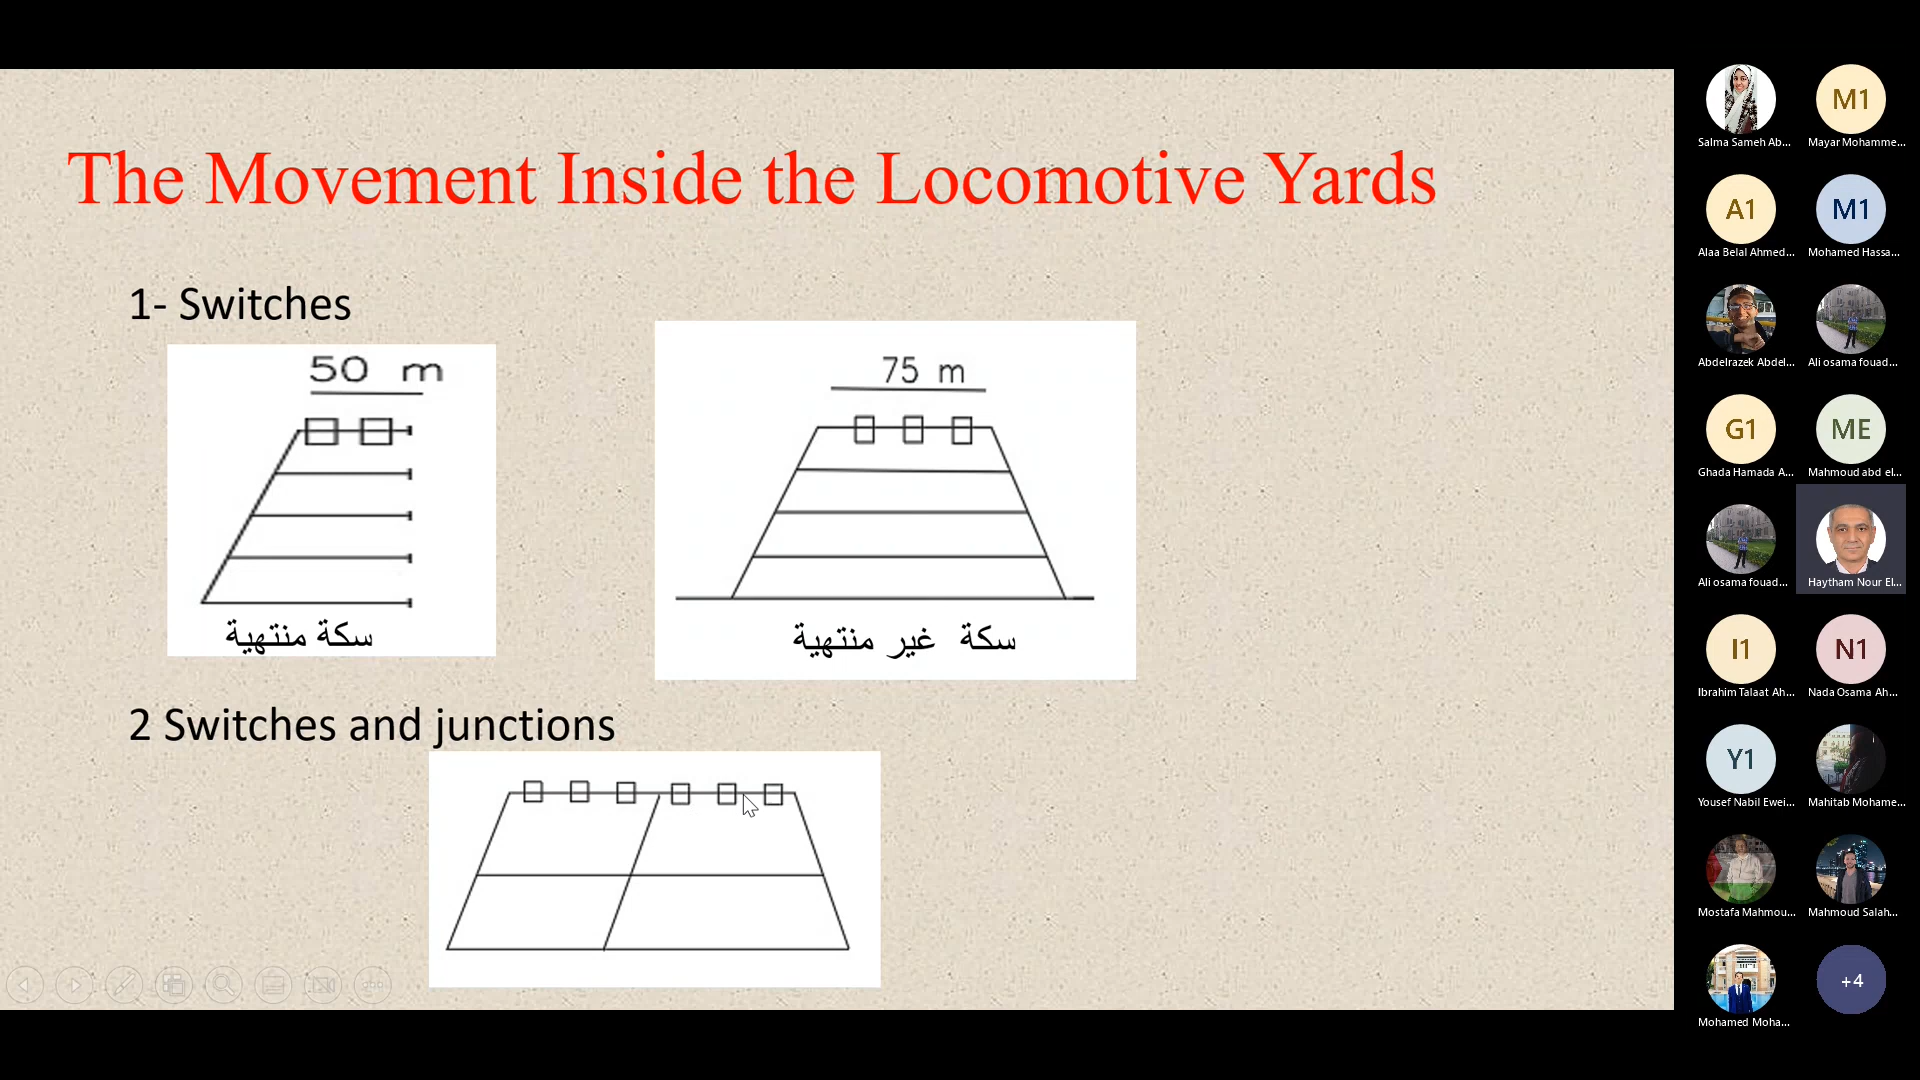 The Movement Inside the Locomotive Yards
1- Switches
50 m
سكة منتهية
75 m
سكة غير منتهية
2 Switches and junctions
Salma Sameh Ab...
M1
Mayar Mohamme...
A1
Alaa Belal Ahmed...
M1
Mohamed Hassa...
Abdelrazek Abdel...
Ali osama fouad...
G1
Ghada Hamada A...
ME
Mahmoud abd el...
Ali osama fouad...
Haytham Nour El...
I1
Ibrahim Talaat Ah...
N1
Nada Osama Ah...
Y1
Yousef Nabil Ewei...
Mahitab Mohame...
Mostafa Mahmou...
Mahmoud Salah...
Mohamed Moha...
+4